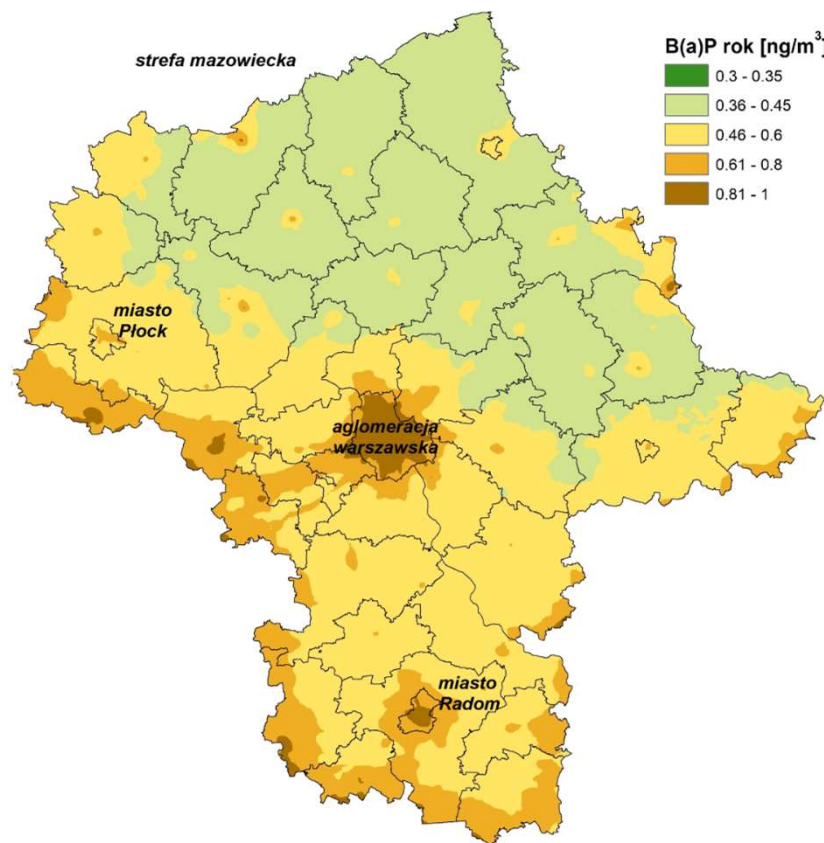 strefa mazowiecka
B(a)P rok [ng/m³]
0.3 - 0.35
0.36 - 0.45
0.46 - 0.6
0.61 - 0.8
0.81 - 1
miasto
Płock
aglomeracja
warszawska
miasto
Radom